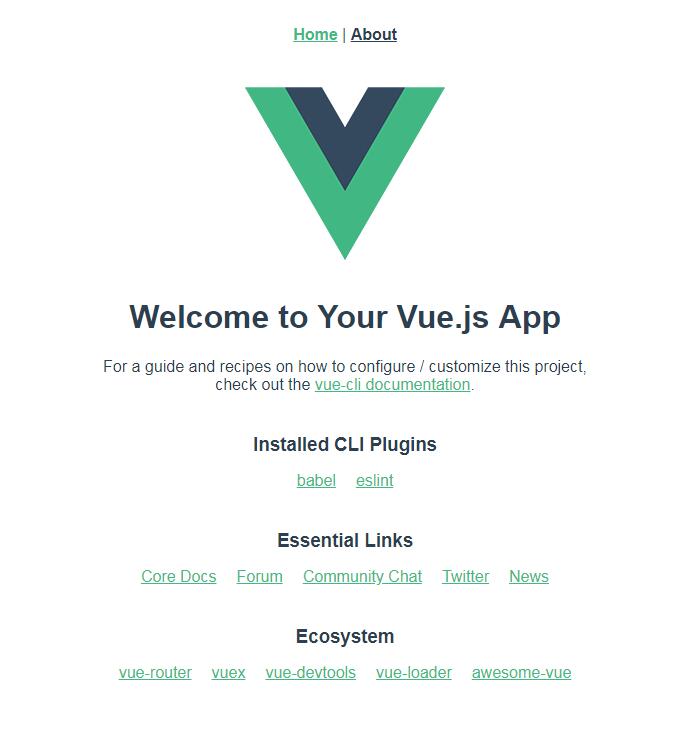 Home | About
Welcome to Your Vue.js App
For a guide and recipes on how to configure / customize this project,
check out the vue-cli documentation.
Installed CLI Plugins
babel eslint
Essential Links
Core Docs Forum Community Chat Twitter News
Ecosystem
vue-router vuex vue-devtools vue-loader awesome-vue